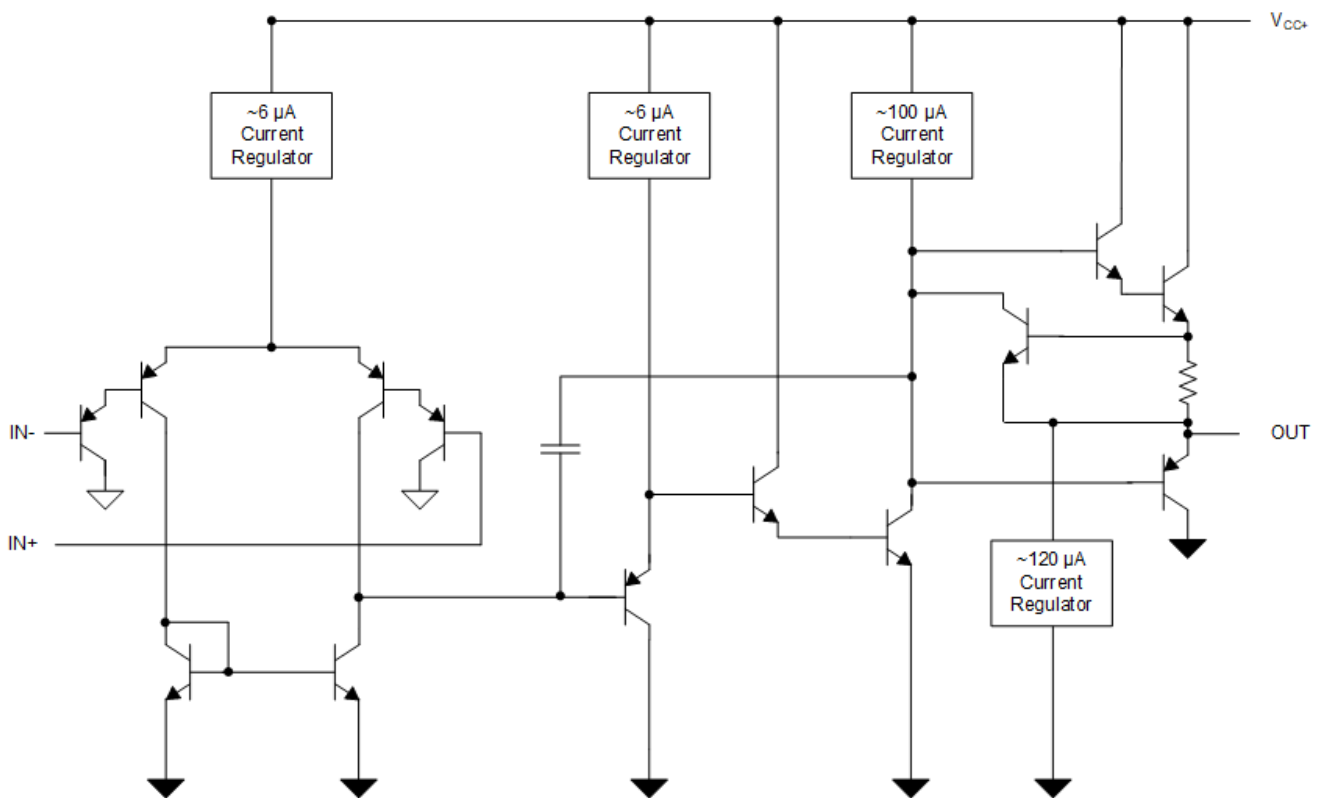 V_CC+
~6 µA
Current
Regulator
~6 µA
Current
Regulator
~100 µA
Current
Regulator
IN-
OUT
IN+
~120 µA
Current
Regulator